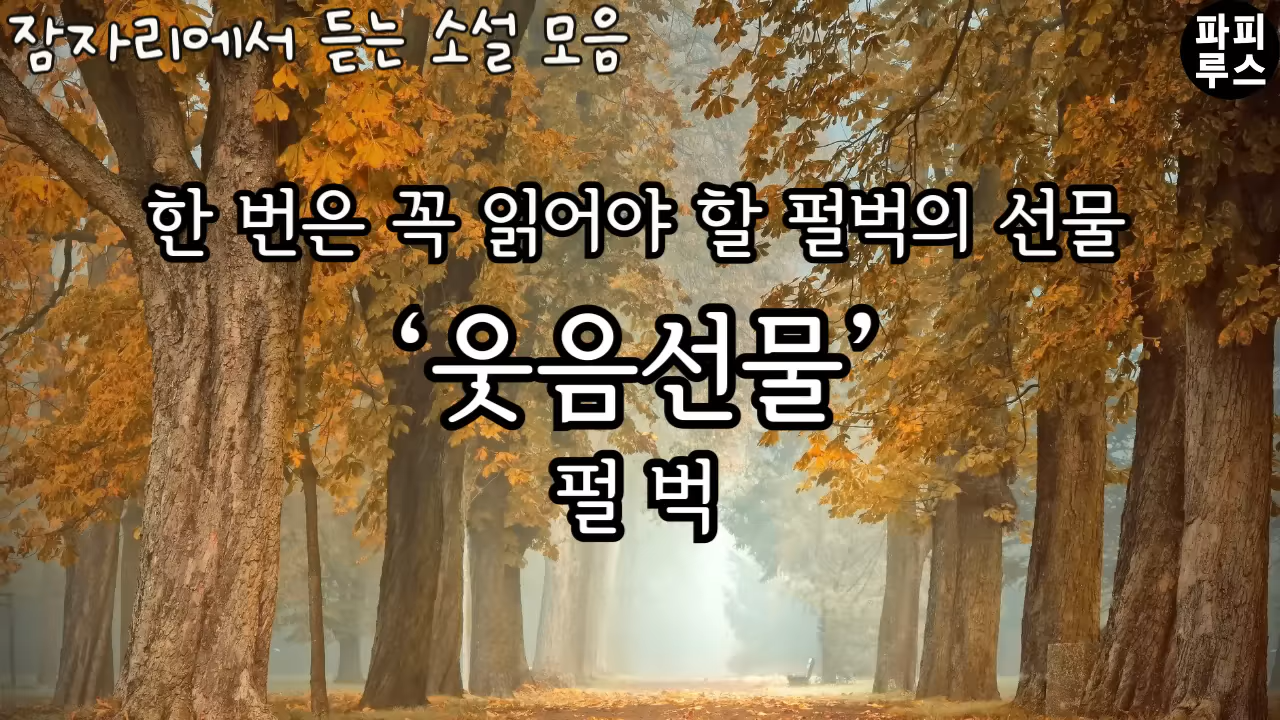 잠자리에서 듣는 소설 모음
파피
루스
한 번은 꼭 읽어야 할 펄벅의 선물
‘웃음선물’
펄 벅